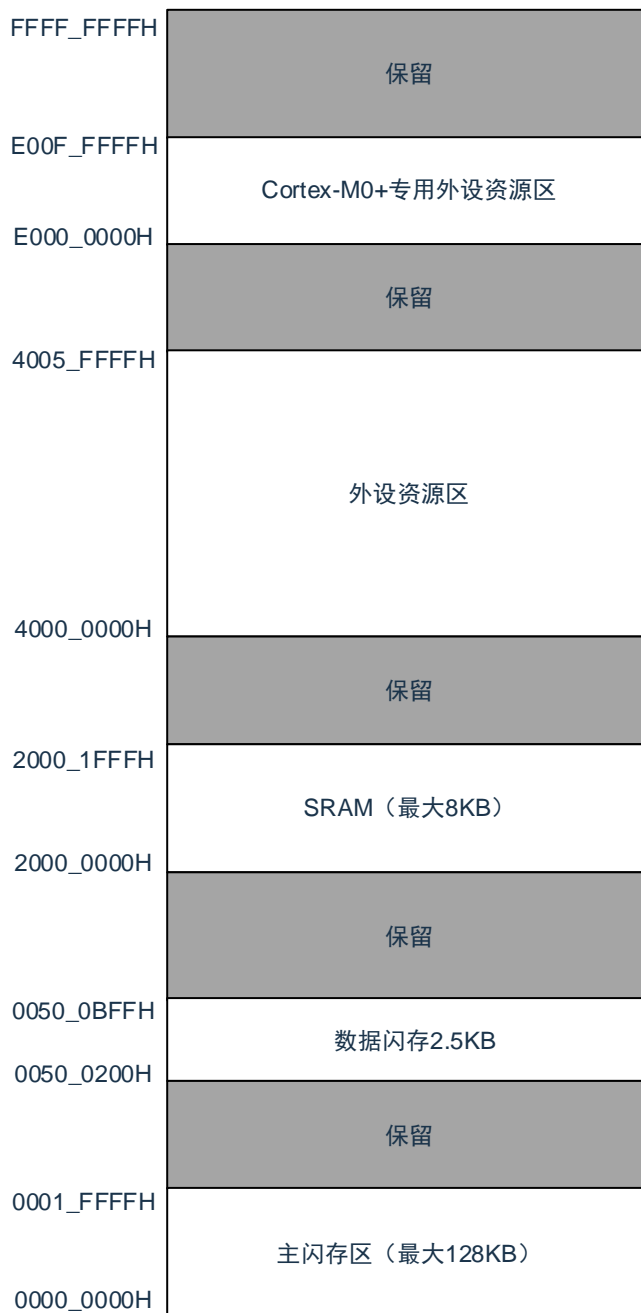 FFFF_FFFFH
保留
E00F_FFFFH
Cortex-M0+专用外设资源区
E000_0000H
保留
4005_FFFFH
外设资源区
4000_0000H
保留
2000_1FFFH
SRAM（最大8KB）
2000_0000H
保留
0050_0BFFH
数据闪存2.5KB
0050_0200H
保留
0001_FFFFH
主闪存区（最大128KB）
0000_0000H